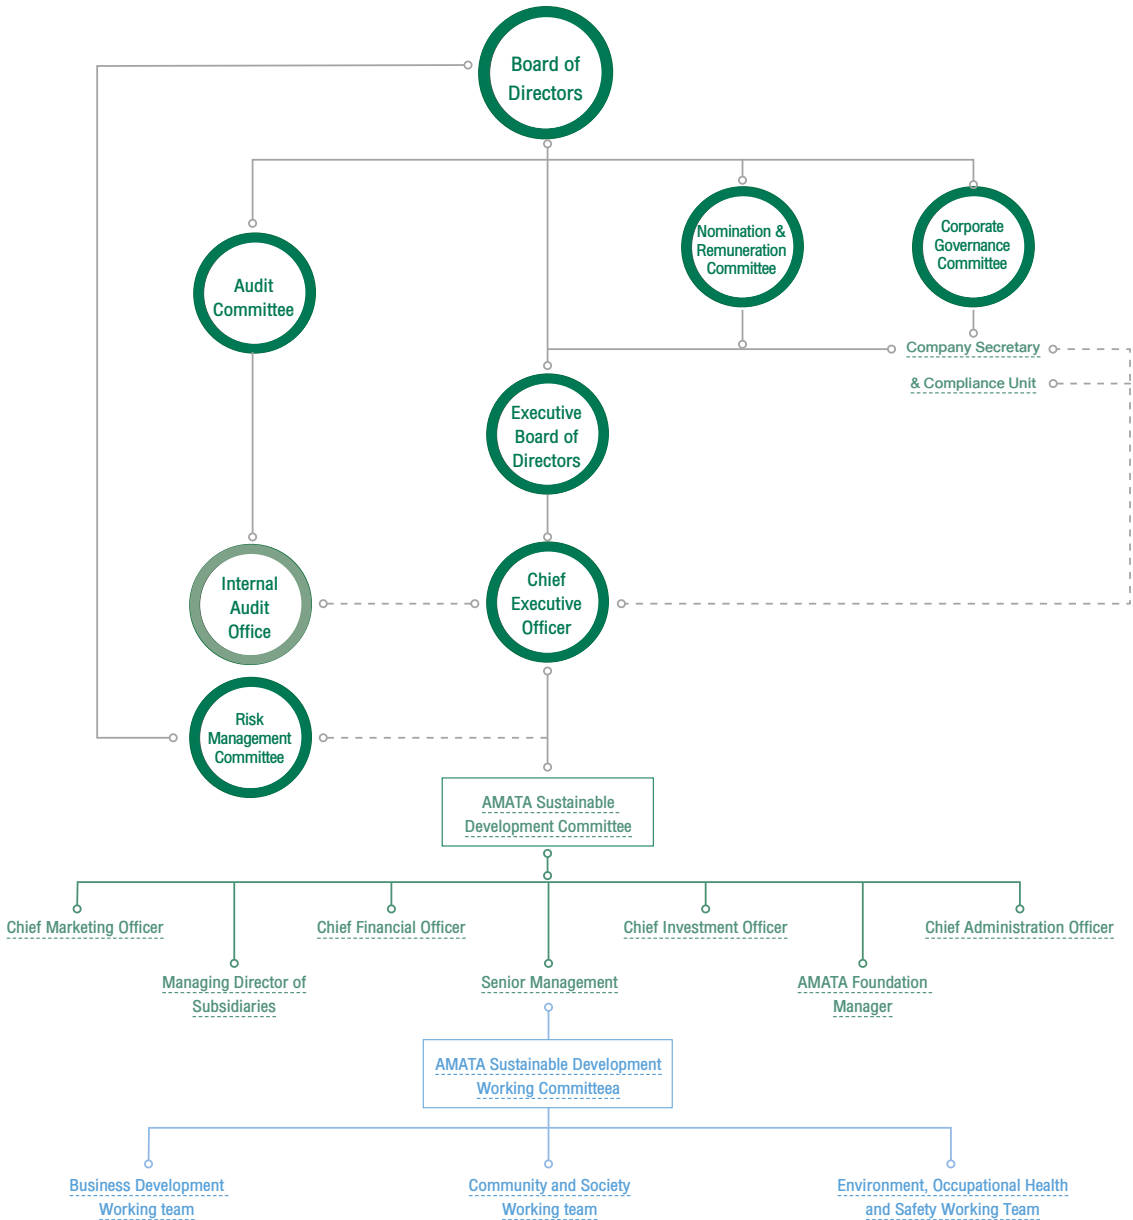 Board of
Directors
Nomination &
Remuneration
Committee
Corporate
Governance
Committee
Audit
Committee
Company Secretary
& Compliance Unit
Executive
Board of
Directors
Internal
Audit
Office
Chief
Executive
Officer
Risk
Management
Committee
AMATA Sustainable
Development Committee
Chief Marketing Officer
Chief Financial Officer
Chief Investment Officer
Chief Administration Officer
Managing Director of
Subsidiaries
Senior Management
AMATA Foundation
Manager
AMATA Sustainable Development
Working Committeea
Business Development
Working team
Community and Society
Working team
Environment, Occupational Health
and Safety Working Team